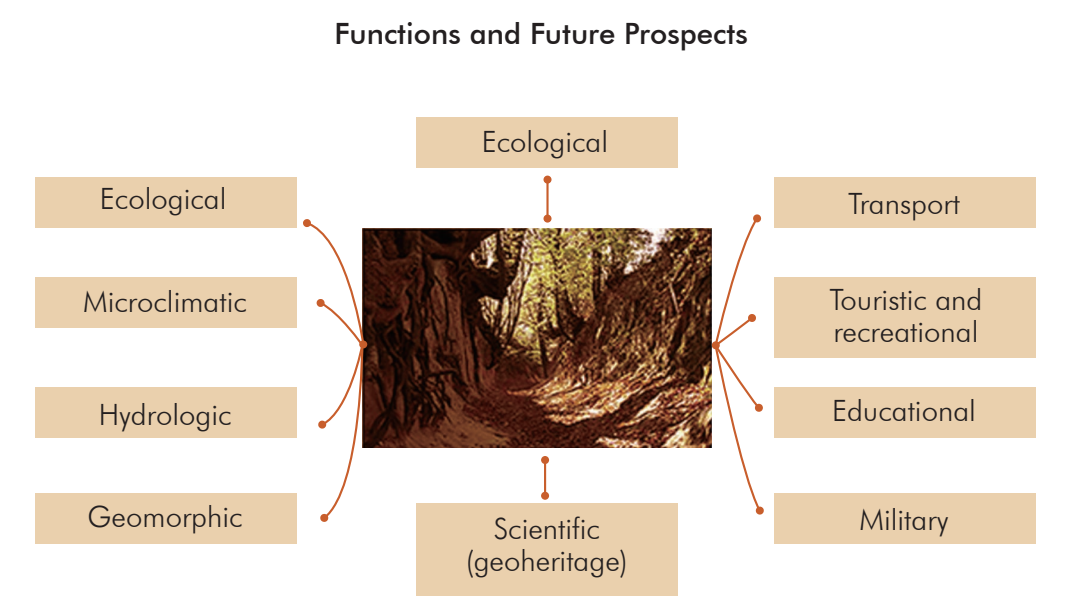 Functions and Future Prospects
Ecological
Ecological
Microclimatic
Hydrologic
Geomorphic
Transport
Touristic and
recreational
Educational
Military
Scientific
(geoheritage)